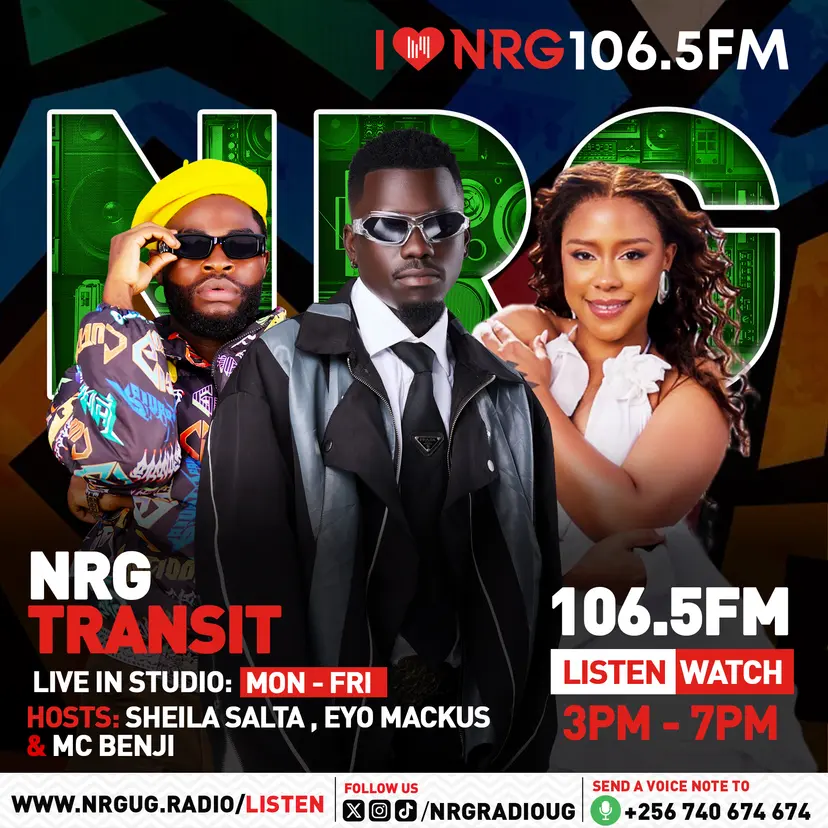 I NRG106.5FM
NRG
NRG
TRANSIT
LIVE IN STUDIO: MON - FRI
HOSTS: SHEILA SALTA , EYO MACKUS
& MC BENJI
106.5FM
LISTEN WATCH
3PM - 7PM
WWW.NRGUG.RADIO/LISTEN
FOLLOW US
/NRGRADIOUG
SEND A VOICE NOTE TO
+256 740 674 674